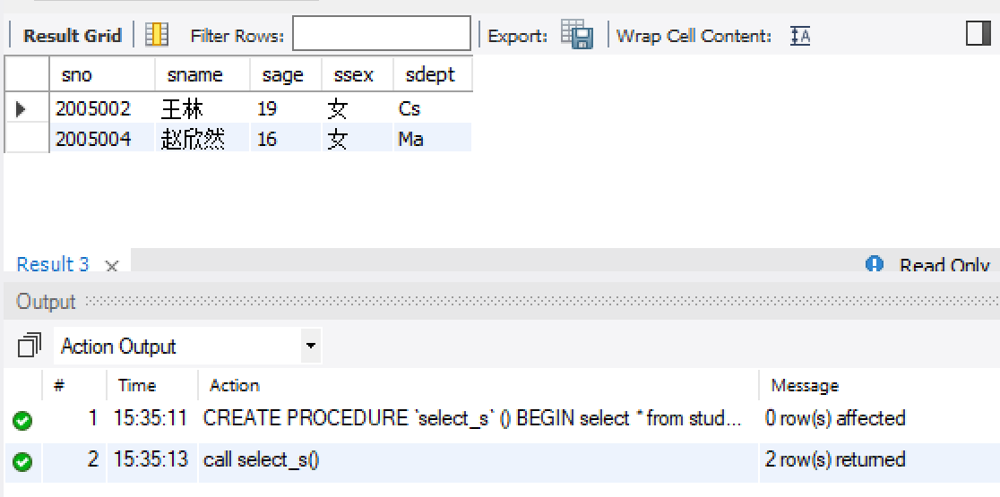 Result Grid Filter Rows: Export: Wrap Cell Content: IA
sno sname sage ssex sdept
2005002 王林 19 女 Cs
2005004 赵欣然 16 女 Ma
Result 3 × Read Only
Output
Action Output
# Time Action Message
1 15:35:11 CREATE PROCEDURE `select_s` () BEGIN select * from stud... 0 row(s) affected
2 15:35:13 call select_s() 2 row(s) returned